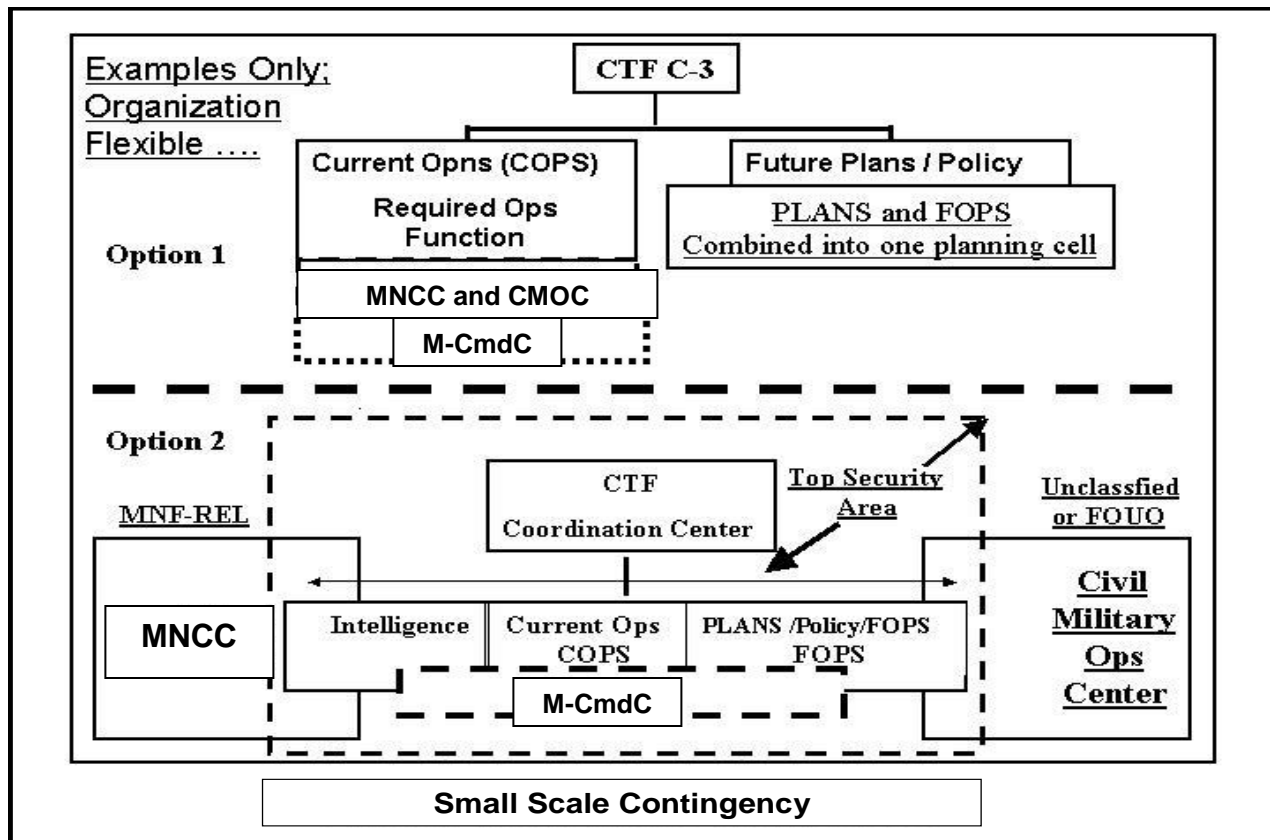 Examples Only;
Organization
Flexible ....
CTF C-3
Current Opns (COPS)
Required Ops
Function
Future Plans / Policy
PLANS and FOPS
Combined into one planning cell
Option 1
MNCC and CMOC
M-CmdC
Option 2
MNF-REL
CTF
Coordination Center
Top Security
Area
Unclassfied
or FOUO
MNCC
Intelligence
Current Ops
COPS
PLANS /Policy/FOPS
FOPS
M-CmdC
Civil
Military
Ops
Center
Small Scale Contingency